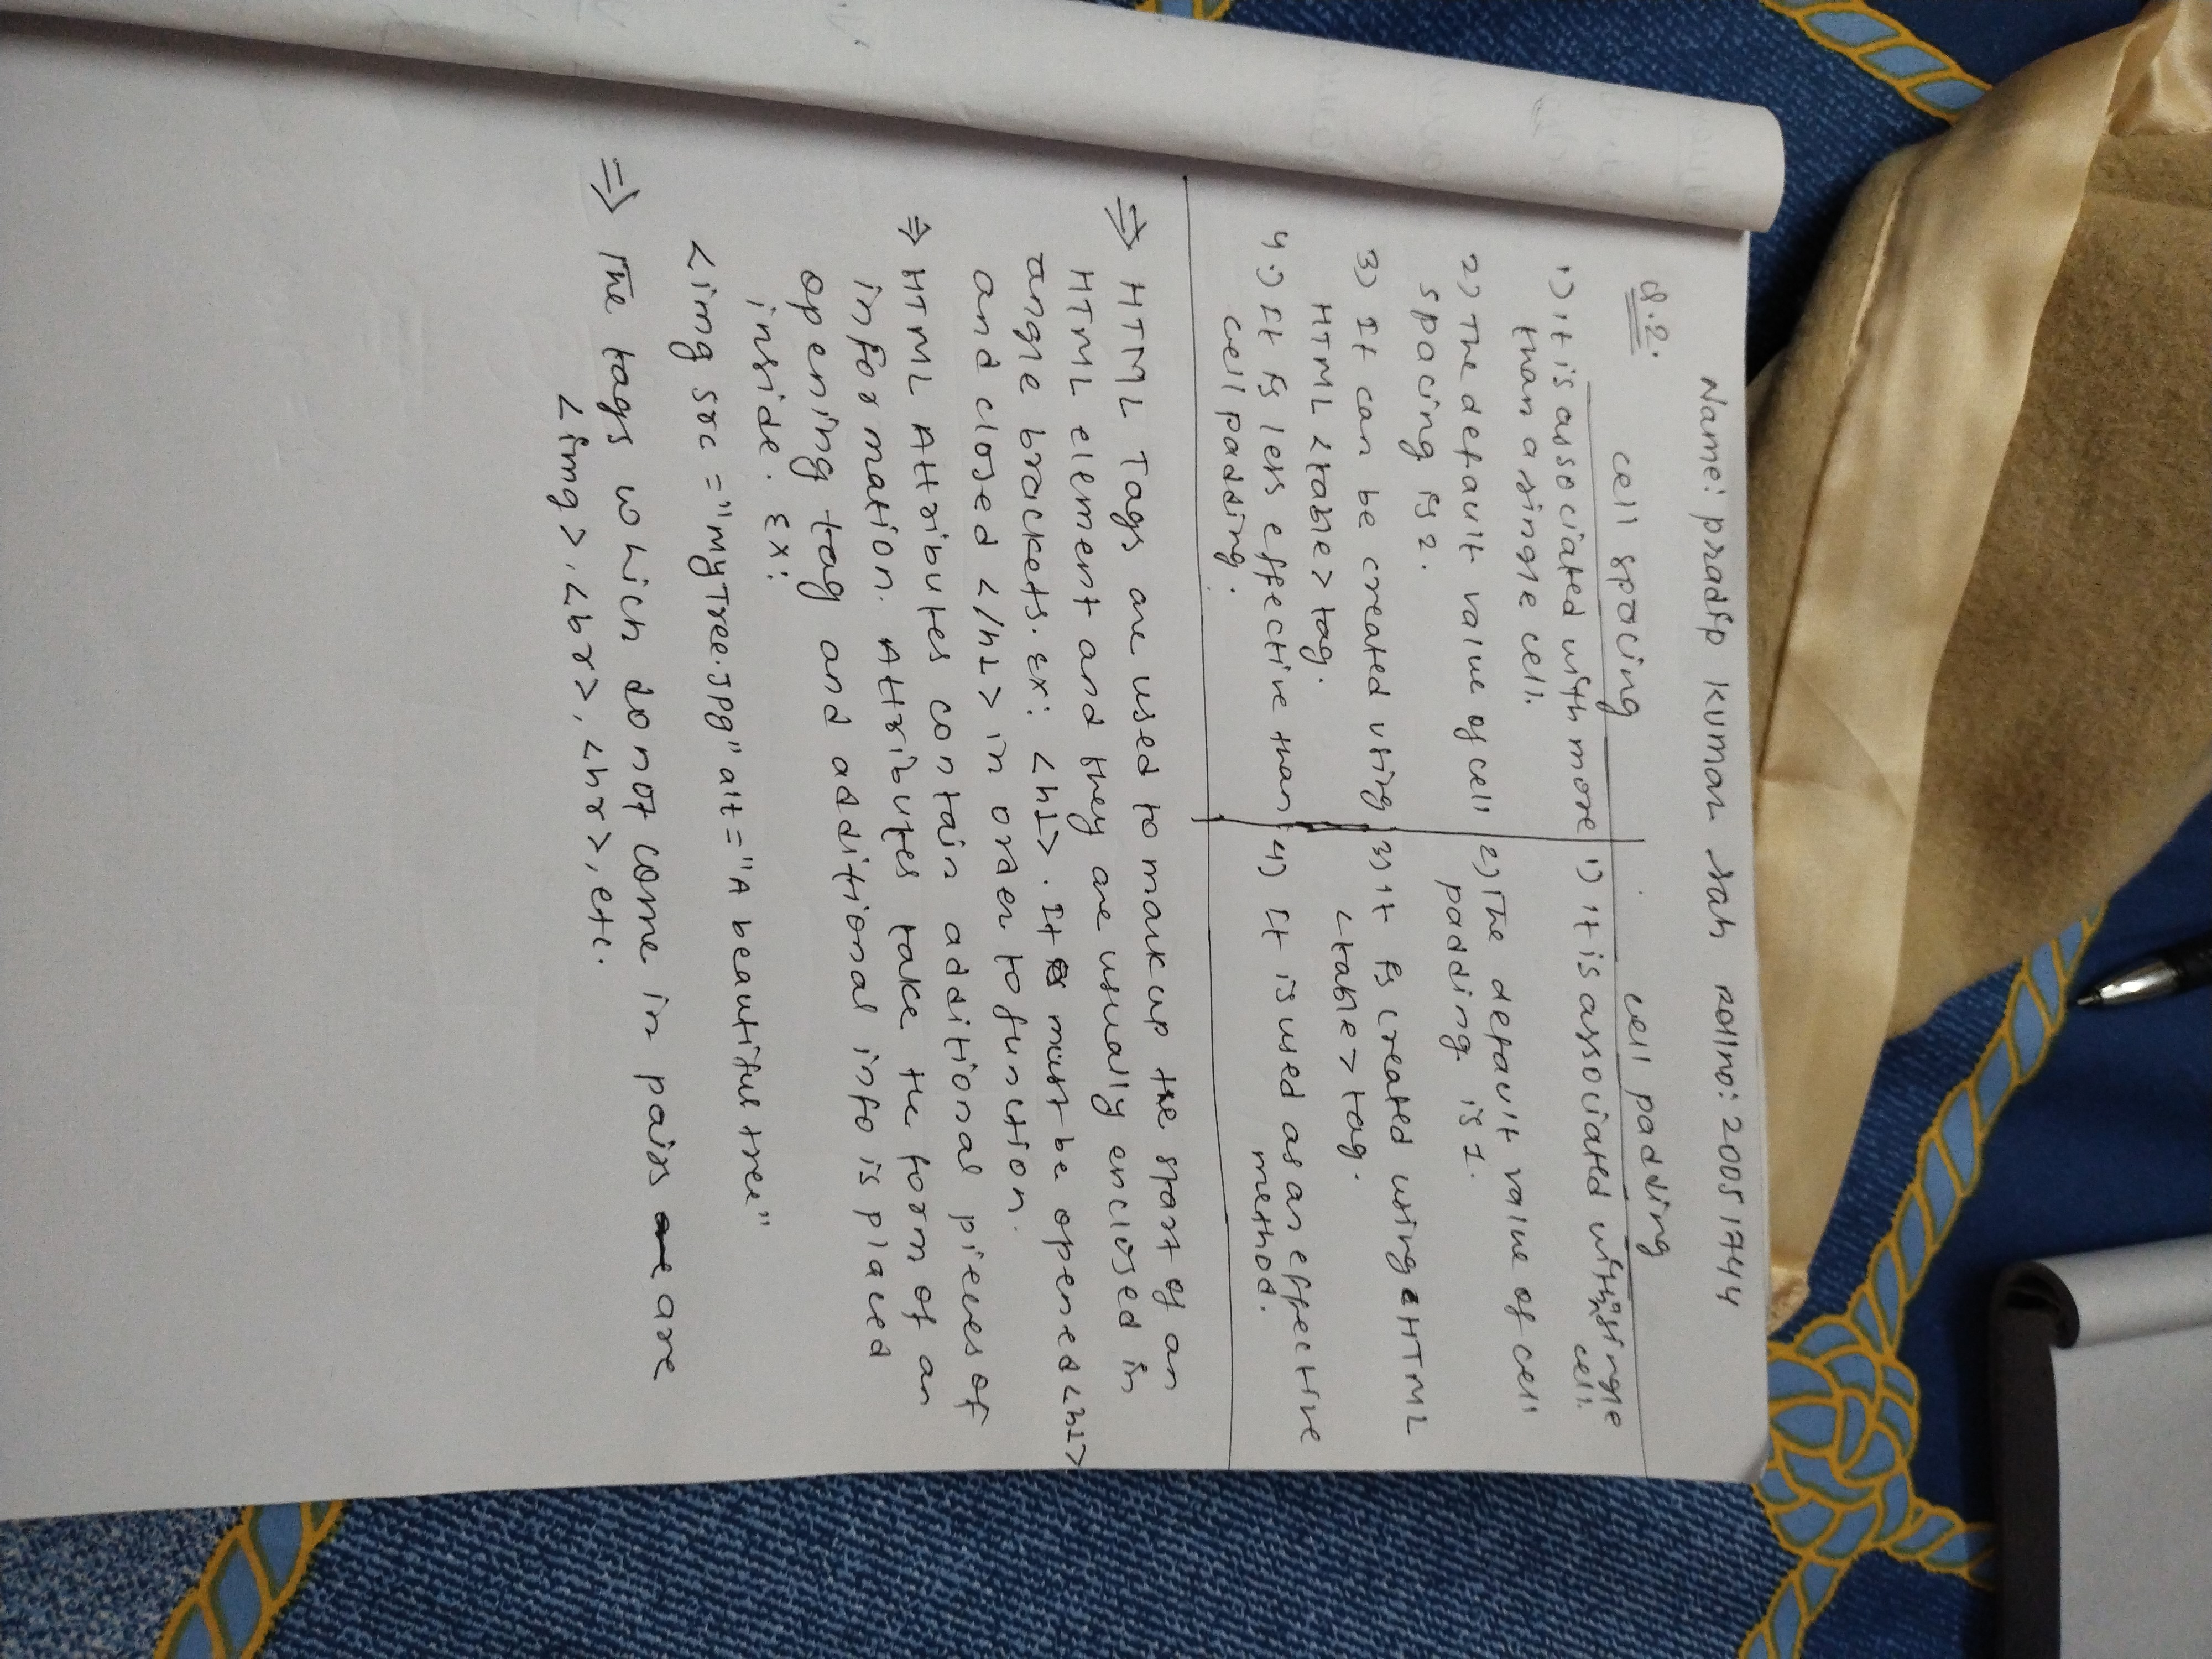 Name: pradip kumar sah Rollno: 20051744
Q.2.
cell spacing
1) it is associated with more
than a single cell.
2) The default value of cell
spacing is 2.
3) It can be created using
HTML <table> tag.
4.) It is less effective than
cell padding.
cell padding
1) it is associated with a single
cell.
2) The default value of cell
padding is 1.
3) it is created using HTML
<table> tag.
4) It is used as an effective
method.
⇒ HTML Tags are used to markup the start of an
HTML element and they are usually enclosed in
angle brackets. Ex: <h1>. It must be opened <h1>
and closed </h1> in order to function.
⇒ HTML Attributes contain additional pieces of
information. Attributes take the form of an
opening tag and additional info is placed
inside. Ex:
<img src ="MyTree.Jpg" alt="A beautiful tree"
⇒ The tags which do not come in pairs are
<img>, <br>, <hr>, etc.